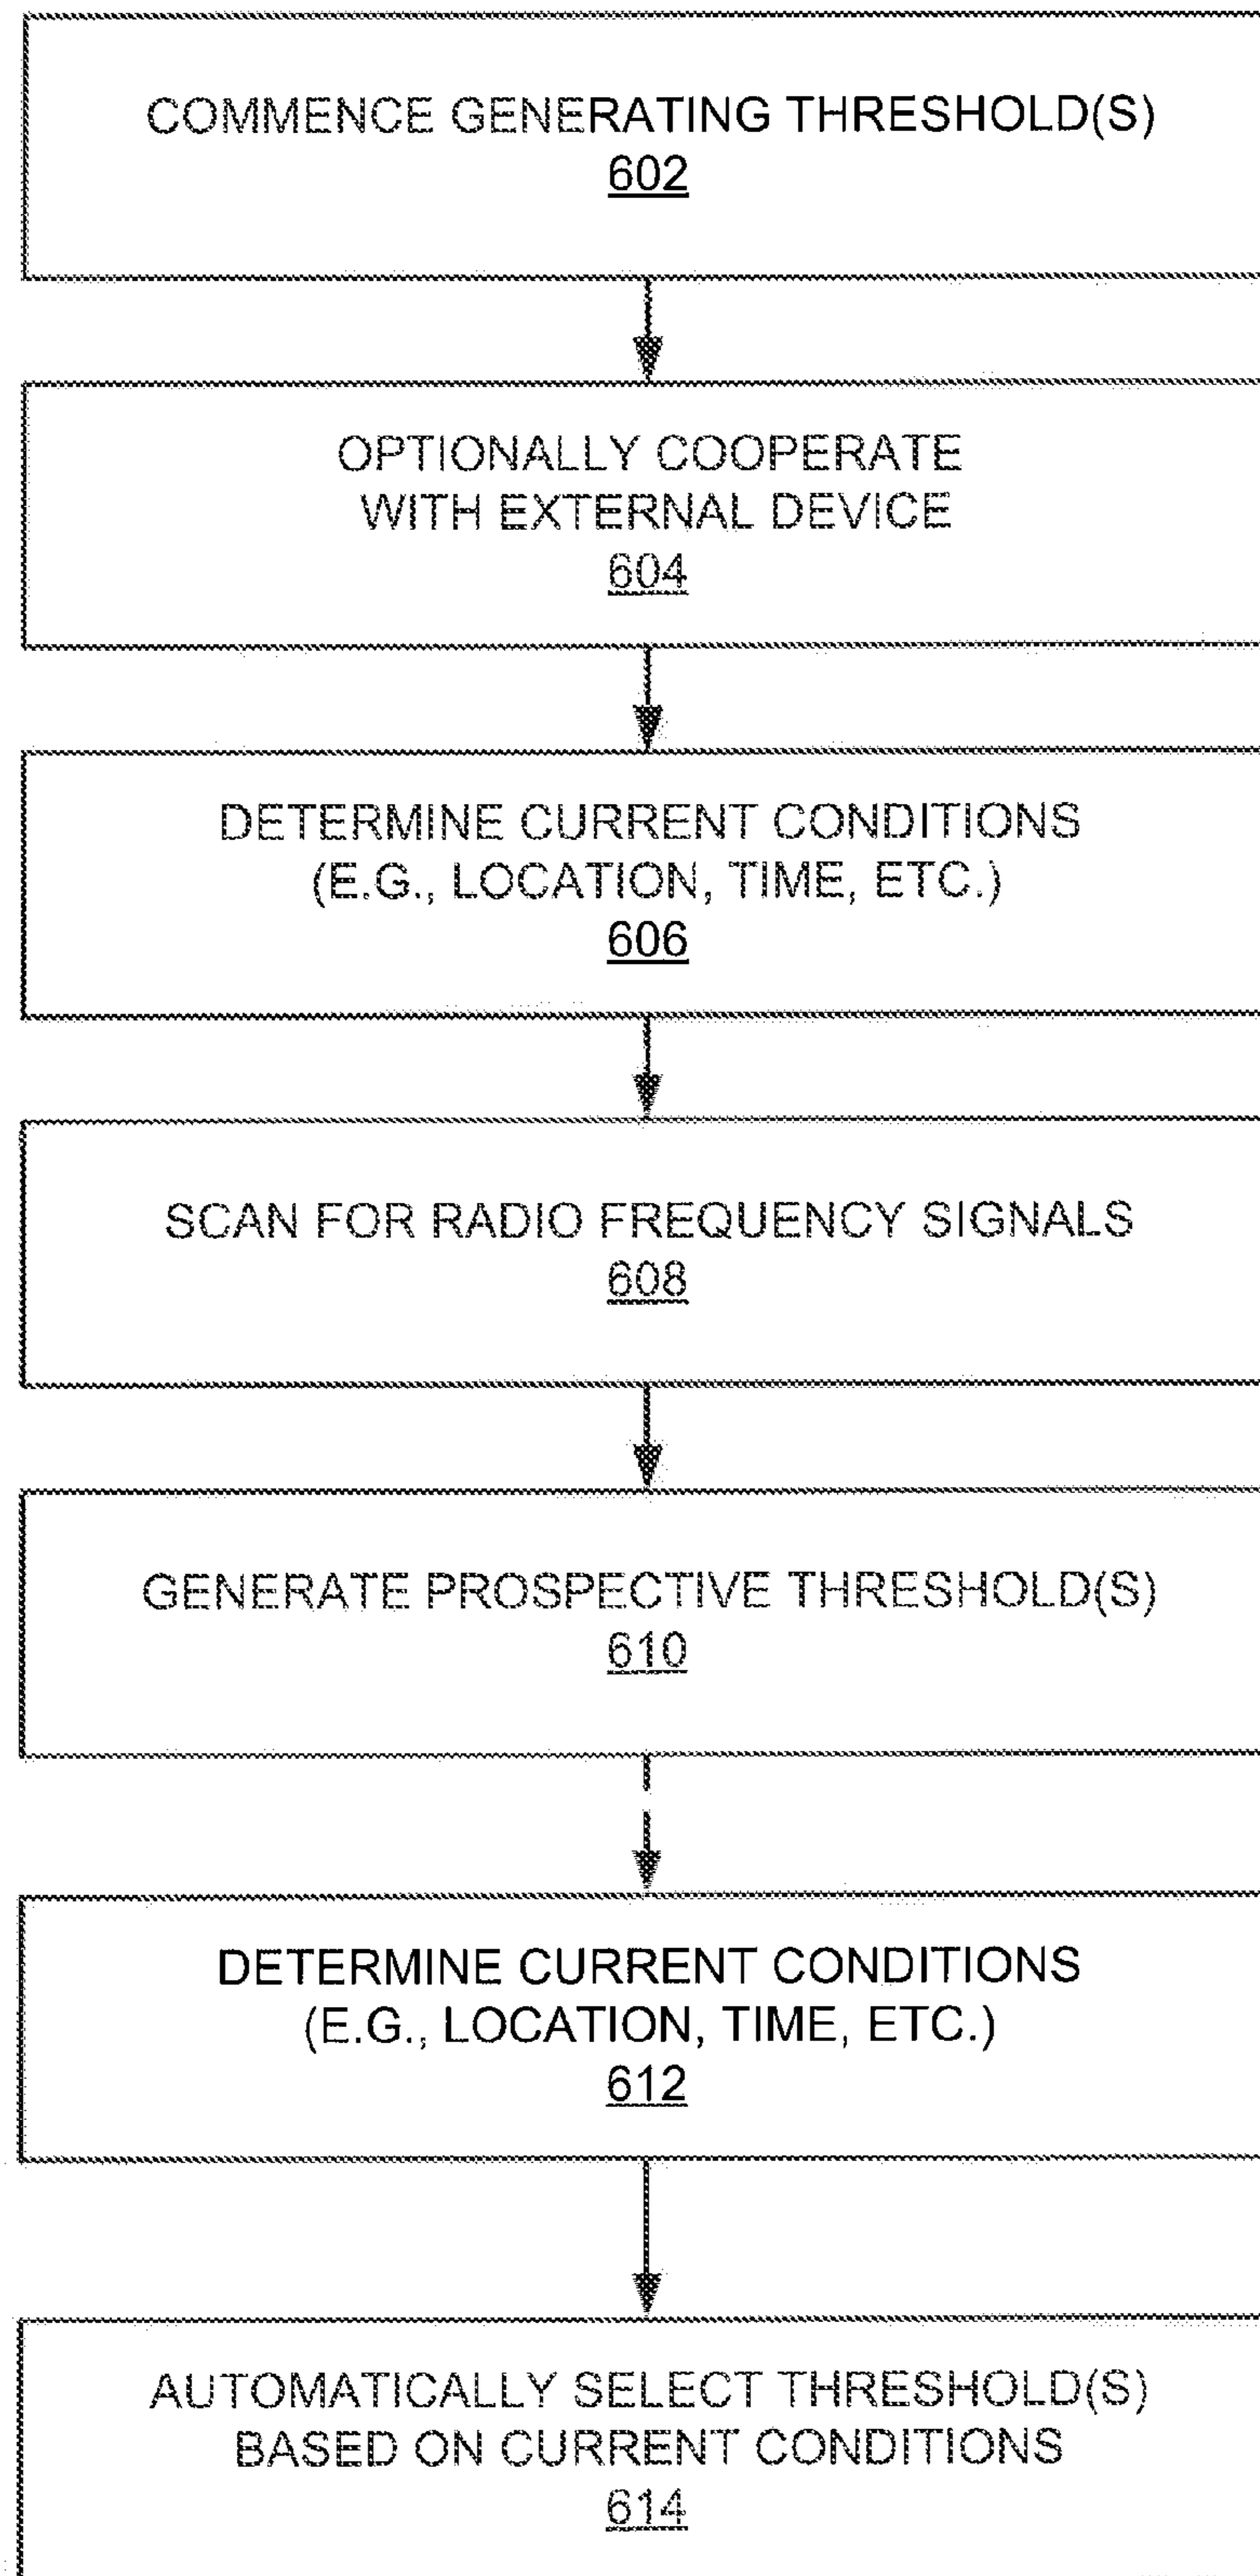 COMMENCE GENERATING THRESHOLD(S)
602
OPTIONALLY COOPERATE
WITH EXTERNAL DEVICE
604
DETERMINE CURRENT CONDITIONS
(E.G., LOCATION, TIME, ETC.)
606
SCAN FOR RADIO FREQUENCY SIGNALS
608
GENERATE PROSPECTIVE THRESHOLD(S)
610
DETERMINE CURRENT CONDITIONS
(E.G., LOCATION, TIME, ETC.)
612
AUTOMATICALLY SELECT THRESHOLD(S)
BASED ON CURRENT CONDITIONS
614